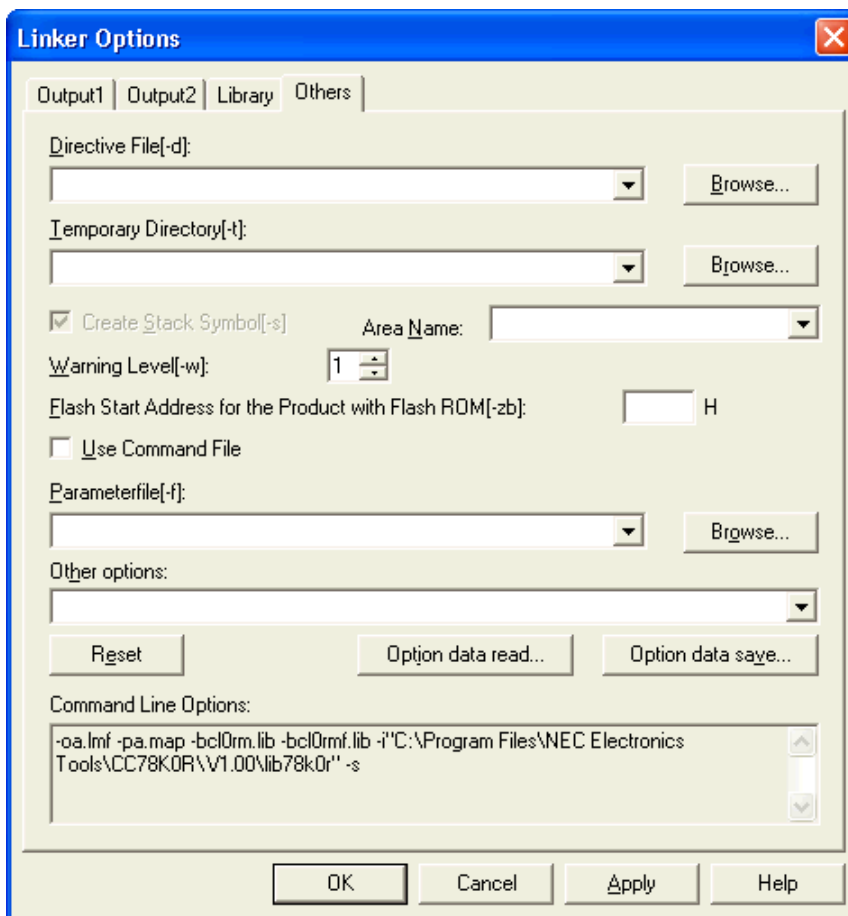 Linker Options
Output1 Output2 Library Others
Directive File[-d]:
Browse...
Temporary Directory[-t]:
Browse...
Create Stack Symbol[-s] Area Name:
Warning Level[-w]: 1
Flash Start Address for the Product with Flash ROM[-zb]: H
Use Command File
Parameterfile[-f]:
Browse...
Other options:
Reset Option data read... Option data save...
Command Line Options:
-oa.lmf -pa.map -bcl0rm.lib -bcl0rmf.lib -i"C:\Program Files\NEC Electronics
Tools\CC78K0R\V1.00\lib78k0r" -s
OK Cancel Apply Help